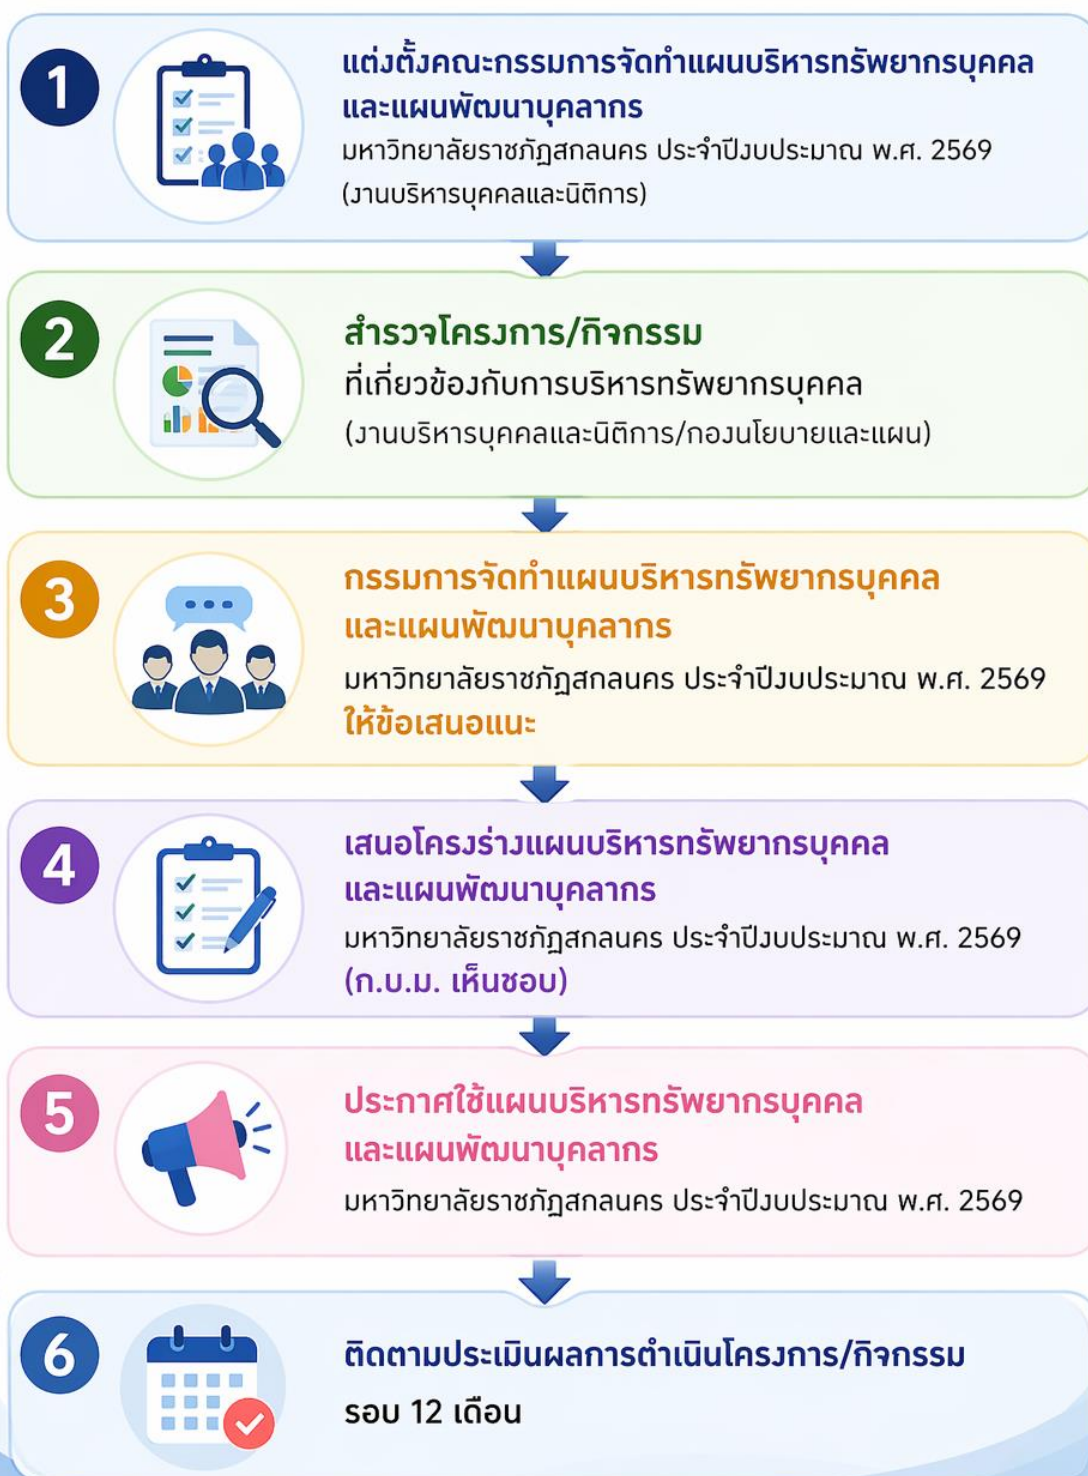 1
แต่งตั้งคณะกรรมการจัดทำแผนบริหารทรัพยากรบุคคล
และแผนพัฒนาบุคลากร
มหาวิทยาลัยราชภัฏสกลนคร ประจำปีงบประมาณ พ.ศ. 2569
(งานบริหารบุคคลและนิติการ)
2
สำรวจโครงการ/กิจกรรม
ที่เกี่ยวข้องกับการบริหารทรัพยากรบุคคล
(งานบริหารบุคคลและนิติการ/กองนโยบายและแผน)
3
กรรมการจัดทำแผนบริหารทรัพยากรบุคคล
และแผนพัฒนาบุคลากร
มหาวิทยาลัยราชภัฏสกลนคร ประจำปีงบประมาณ พ.ศ. 2569
ให้ข้อเสนอแนะ
4
เสนอโครงร่างแผนบริหารทรัพยากรบุคคล
และแผนพัฒนาบุคลากร
มหาวิทยาลัยราชภัฏสกลนคร ประจำปีงบประมาณ พ.ศ. 2569
(ก.บ.ม. เห็นชอบ)
5
ประกาศใช้แผนบริหารทรัพยากรบุคคล
และแผนพัฒนาบุคลากร
มหาวิทยาลัยราชภัฏสกลนคร ประจำปีงบประมาณ พ.ศ. 2569
6
ติดตามประเมินผลการดำเนินโครงการ/กิจกรรม
รอบ 12 เดือน